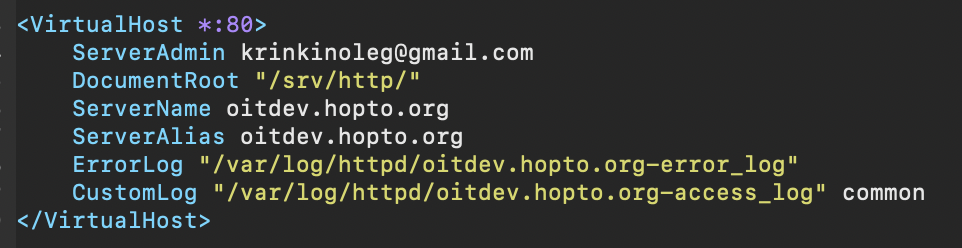 <VirtualHost *:80>
ServerAdmin krinkinoleg@gmail.com
DocumentRoot "/srv/http/"
ServerName oitdev.hopto.org
ServerAlias oitdev.hopto.org
ErrorLog "/var/log/httpd/oitdev.hopto.org-error_log"
CustomLog "/var/log/httpd/oitdev.hopto.org-access_log" common
</VirtualHost>